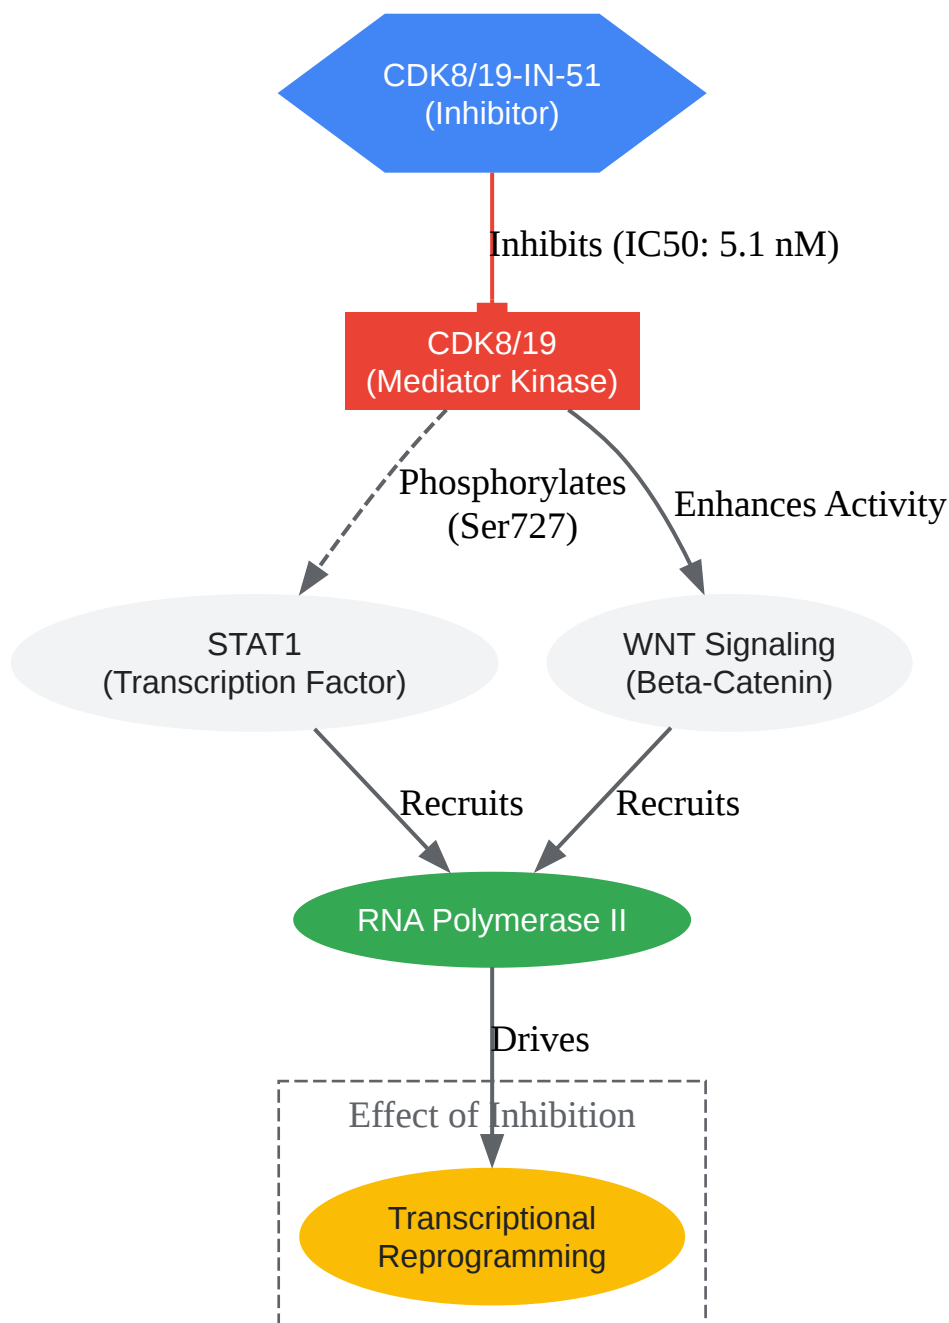 CDK8/19-IN-51
(Inhibitor)
Inhibits (IC50: 5.1 nM)
CDK8/19
(Mediator Kinase)
Phosphorylates
(Ser727)
Enhances Activity
STAT1
(Transcription Factor)
WNT Signaling
(Beta-Catenin)
Recruits
Recruits
RNA Polymerase II
Drives
Effect of Inhibition
Transcriptional
Reprogramming